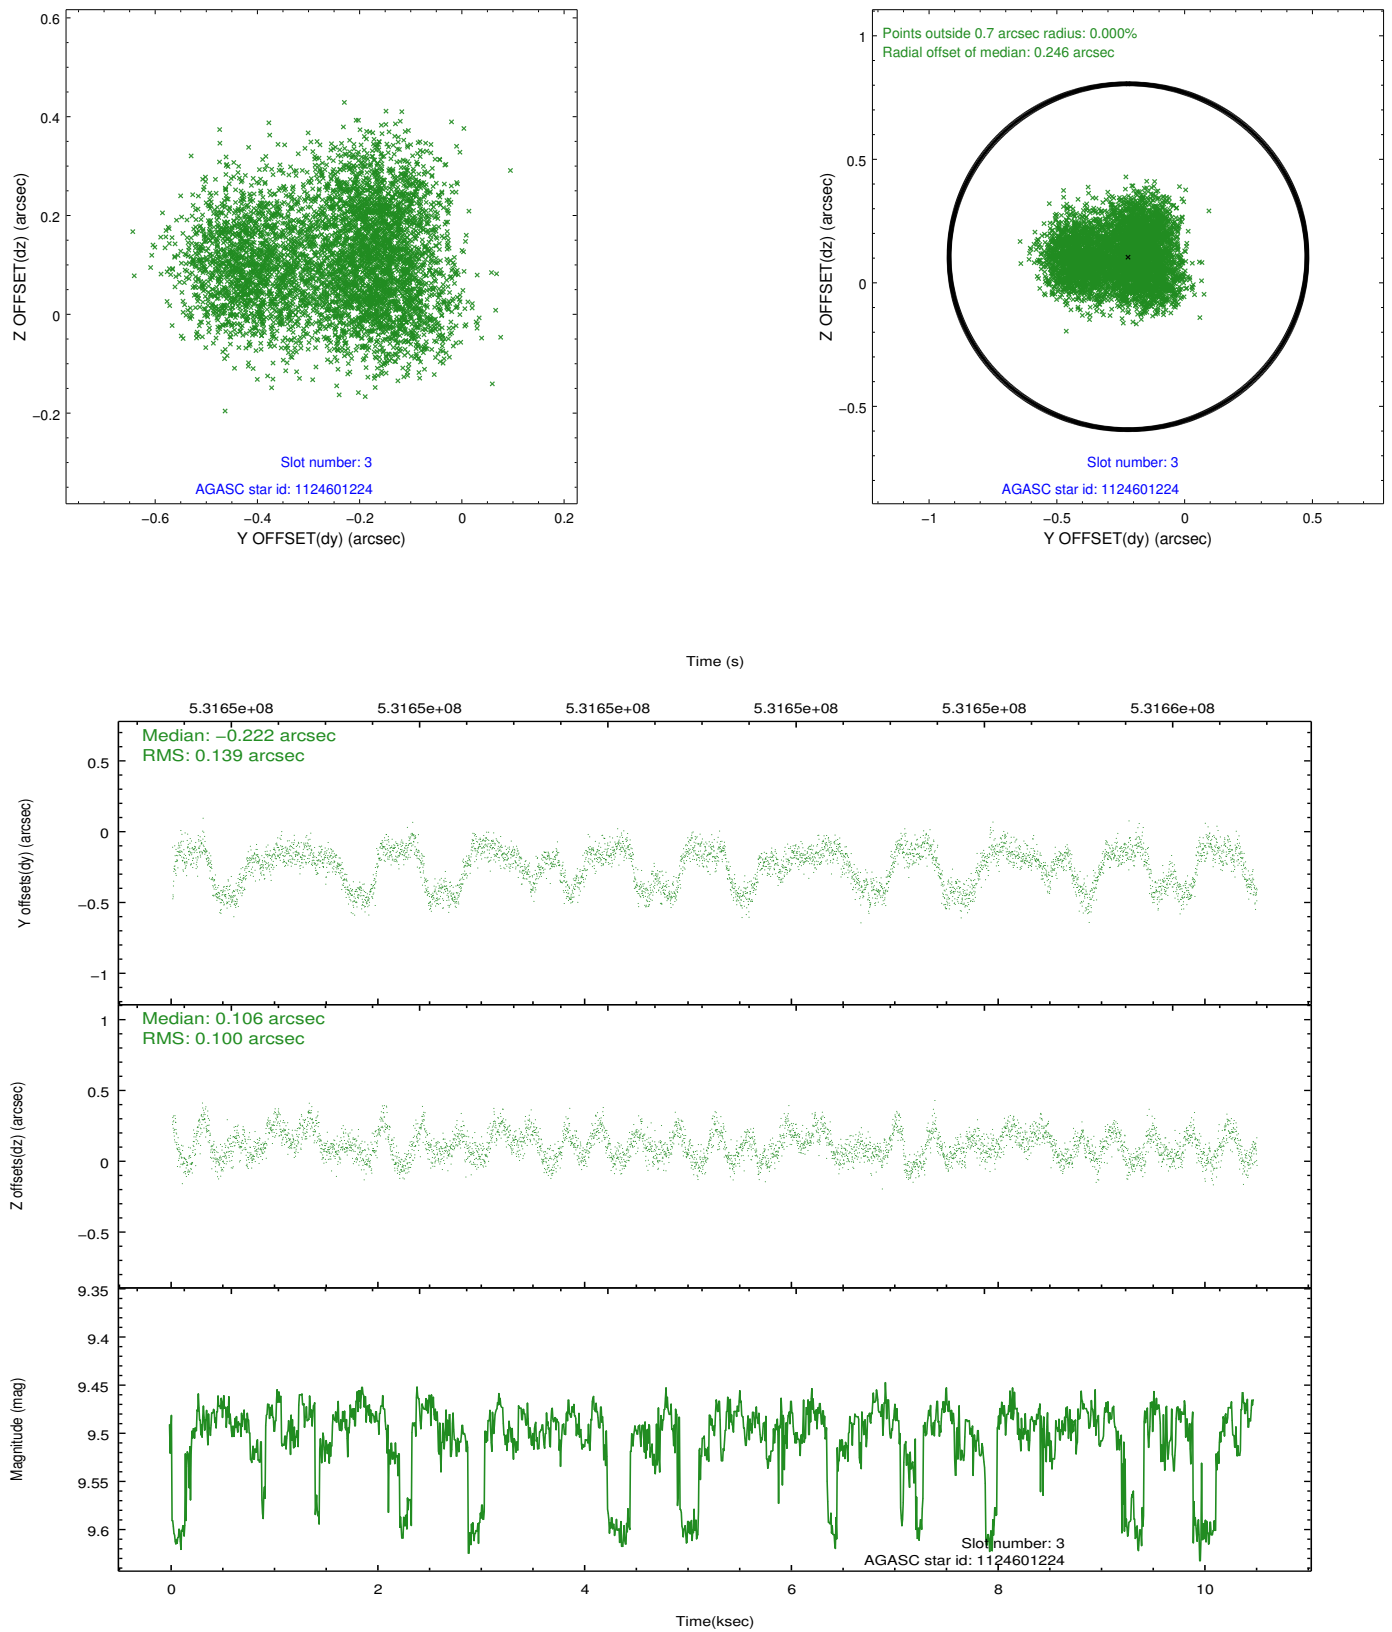 0.6
0.4
0.2
0
−0.2
Z OFFSET(dz) (arcsec)
Slot number: 3
AGASC star id: 1124601224
−0.6
−0.4
−0.2
0
0.2
Y OFFSET(dy) (arcsec)
Points outside 0.7 arcsec radius: 0.000%
Radial offset of median: 0.246 arcsec
1
0.5
0
−0.5
Z OFFSET(dz) (arcsec)
Slot number: 3
AGASC star id: 1124601224
−1
−0.5
0
0.5
Y OFFSET(dy) (arcsec)
Time (s)
5.3165e+08
5.3165e+08
5.3165e+08
5.3165e+08
5.3165e+08
5.3166e+08
Median: −0.222 arcsec
RMS: 0.139 arcsec
0.5
0
−0.5
−1
Y offsets(dy) (arcsec)
Median: 0.106 arcsec
RMS: 0.100 arcsec
1
0.5
0
−0.5
Z offsets(dz) (arcsec)
9.35
9.4
9.45
9.5
9.55
9.6
Magnitude (mag)
Slot number: 3
AGASC star id: 1124601224
0
2
4
6
8
10
Time(ksec)